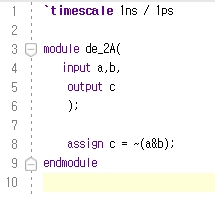 1 `timescale 1ns / 1ps
2
3 module de_2A(
4 input a,b,
5 output c
6 );
7
8 assign c = ~(a&b);
9 endmodule
10